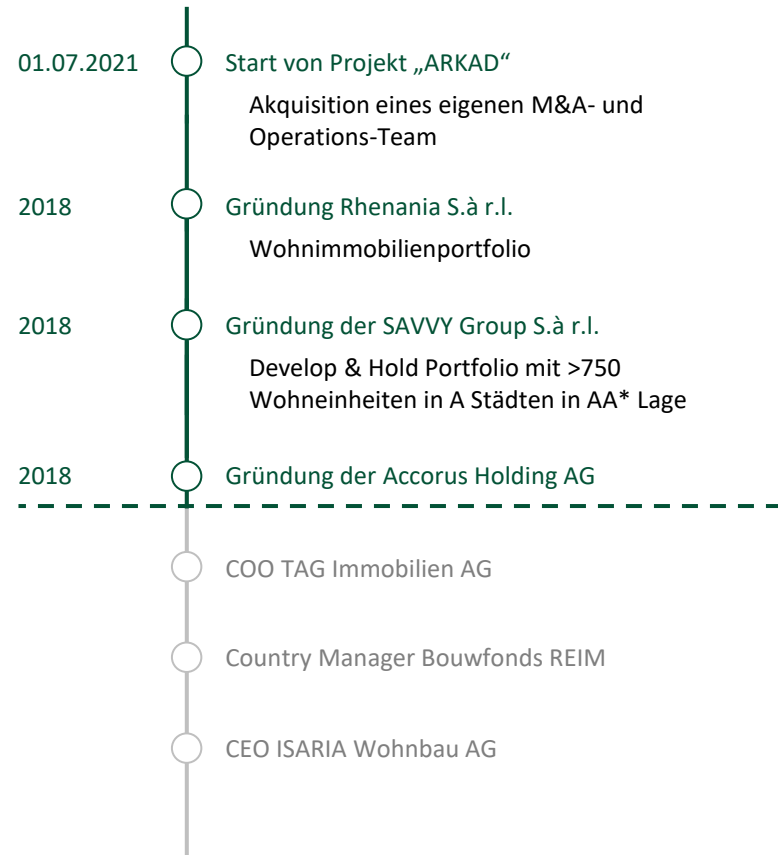 01.07.2021 Start von Projekt „ARKAD“
Akquisition eines eigenen M&A- und
Operations-Team
2018 Gründung Rhenania S.à r.l.
Wohnimmobilienportfolio
2018 Gründung der SAVVY Group S.à r.l.
Develop & Hold Portfolio mit >750
Wohneinheiten in A Städten in AA* Lage
2018 Gründung der Accorus Holding AG
COO TAG Immobilien AG
Country Manager Bouwfonds REIM
CEO ISARIA Wohnbau AG